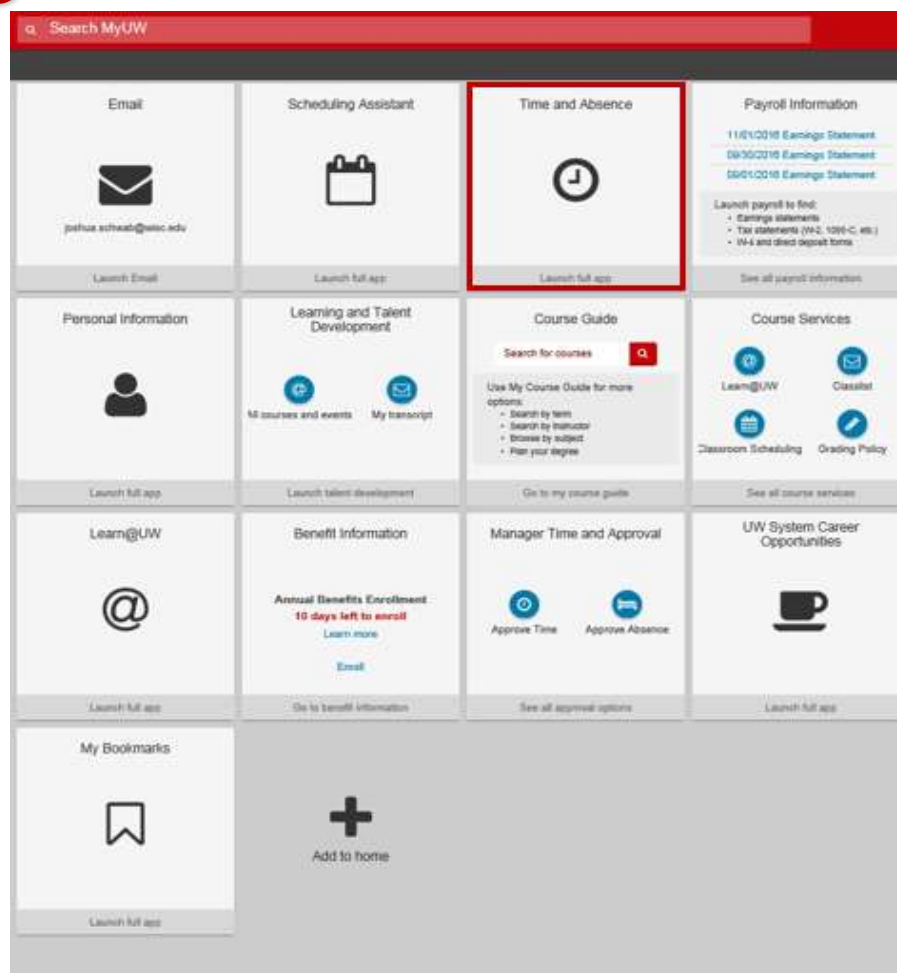 Search MyUW
Email
joshua.schwab@wisc.edu
Launch Email
Scheduling Assistant
Launch full app
Time and Absence
Launch full app
Payroll Information
11/01/2016 Earnings Statement
09/30/2016 Earnings Statement
09/01/2016 Earnings Statement
Launch payroll to find:
• Earnings statements
• Tax statements (W-2, 1095-C, etc.)
• W-4 and direct deposit forms
See all payroll information
Personal Information
Launch full app
Learning and Talent
Development
All courses and events
My transcript
Launch talent development
Course Guide
Search for courses
Use My Course Guide for more
options:
• Search by term
• Search by instructor
• Browse by subject
• Plan your degree
Go to my course guide
Course Services
Learn@UW
Classlist
Classroom Scheduling
Grading Policy
See all course services
Learn@UW
@
Launch full app
Benefit Information
Annual Benefits Enrollment
10 days left to enroll
Learn more
Enroll
Go to benefit information
Manager Time and Approval
Approve Time
Approve Absence
See all approval options
UW System Career
Opportunities
Launch full app
My Bookmarks
Launch full app
Add to home